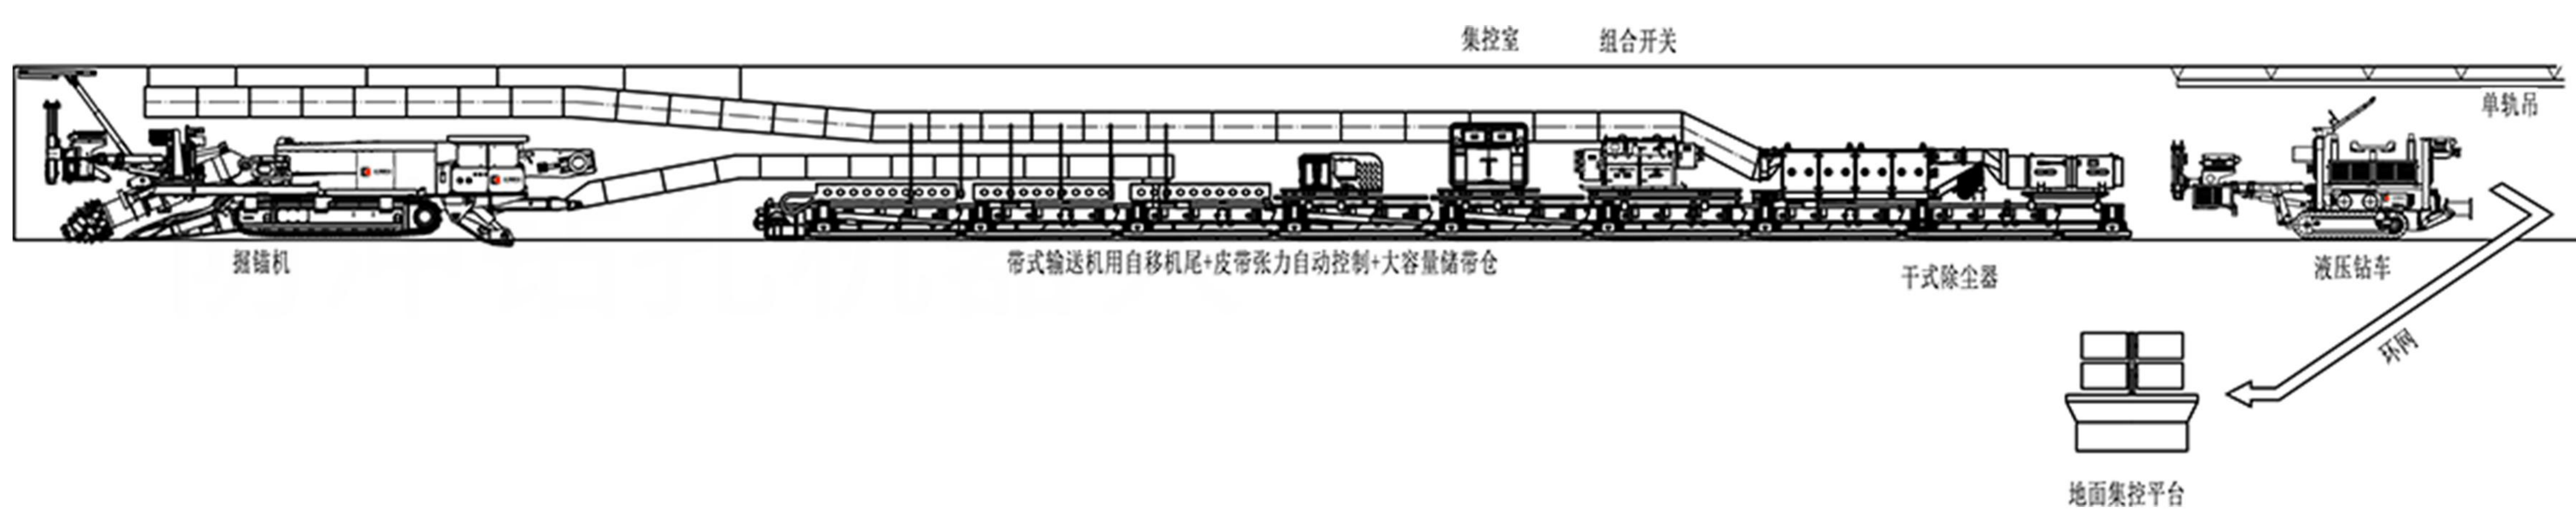 集控室
组合开关
单轨吊
掘锚机
带式输送机用自移机尾+皮带张力自动控制+大容量储带仓
干式除尘器
液压钻车
环网
地面集控平台